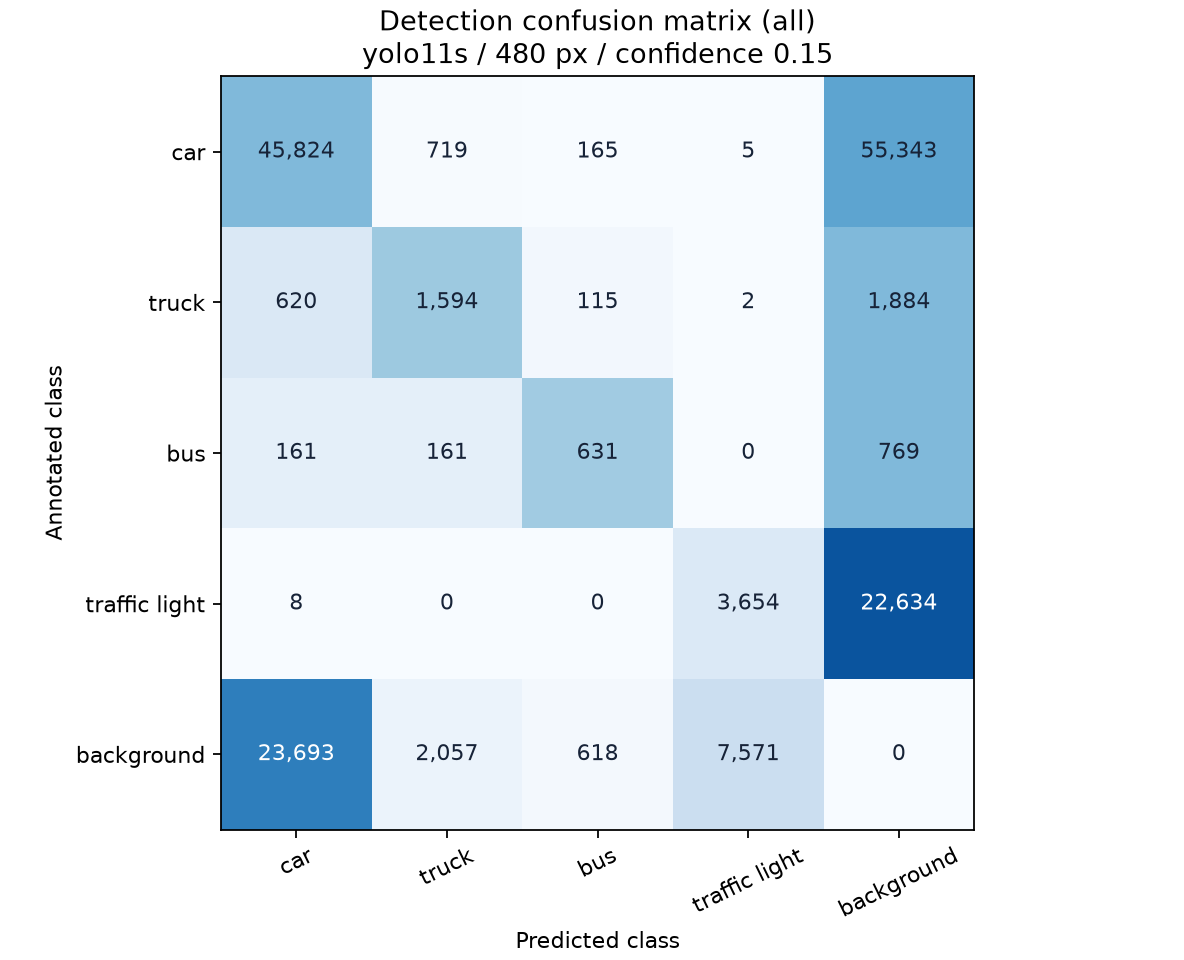 Detection confusion matrix (all)
yolo11s / 480 px / confidence 0.15
Annotated class
car 45,824 719 165 5 55,343
truck 620 1,594 115 2 1,884
bus 161 161 631 0 769
traffic light 8 0 0 3,654 22,634
background 23,693 2,057 618 7,571 0
car truck bus traffic light background
Predicted class